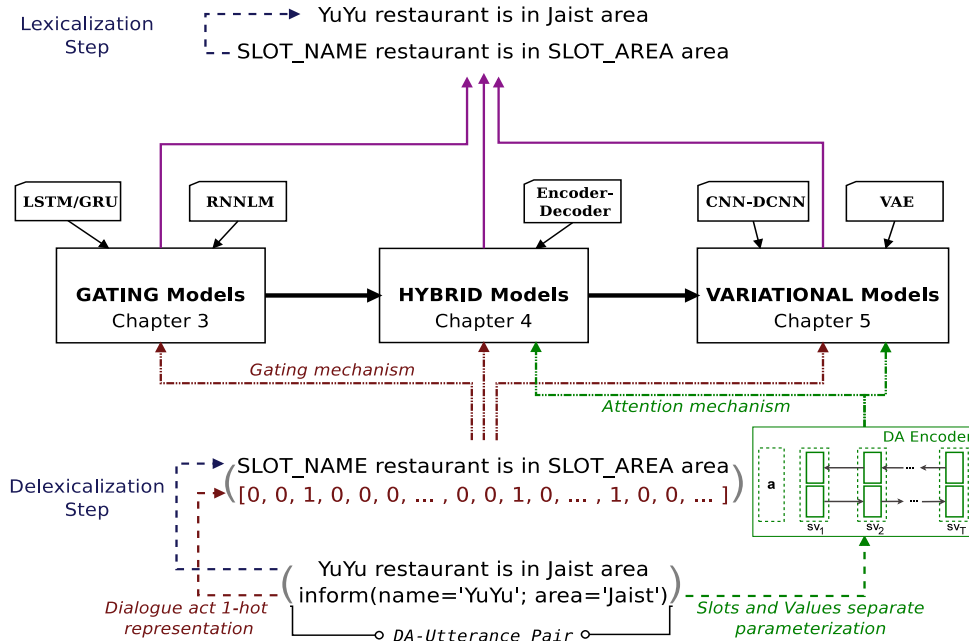 Lexicalization
Step
YuYu restaurant is in Jaist area
SLOT_NAME restaurant is in SLOT_AREA area
LSTM/GRU
RNNLM
Encoder-
Decoder
CNN-DCNN
VAE
GATING Models
Chapter 3
HYBRID Models
Chapter 4
VARIATIONAL Models
Chapter 5
Gating mechanism
Attention mechanism
DA Encoder
a
sv1
sv2
svT
...
...
Delexicalization
Step
SLOT_NAME restaurant is in SLOT_AREA area
[0, 0, 1, 0, 0, 0, ... , 0, 0, 1, 0, ... , 1, 0, 0, ... ]
YuYu restaurant is in Jaist area
inform(name='YuYu'; area='Jaist')
Dialogue act 1-hot
representation
DA-Utterance Pair
Slots and Values separate
parameterization